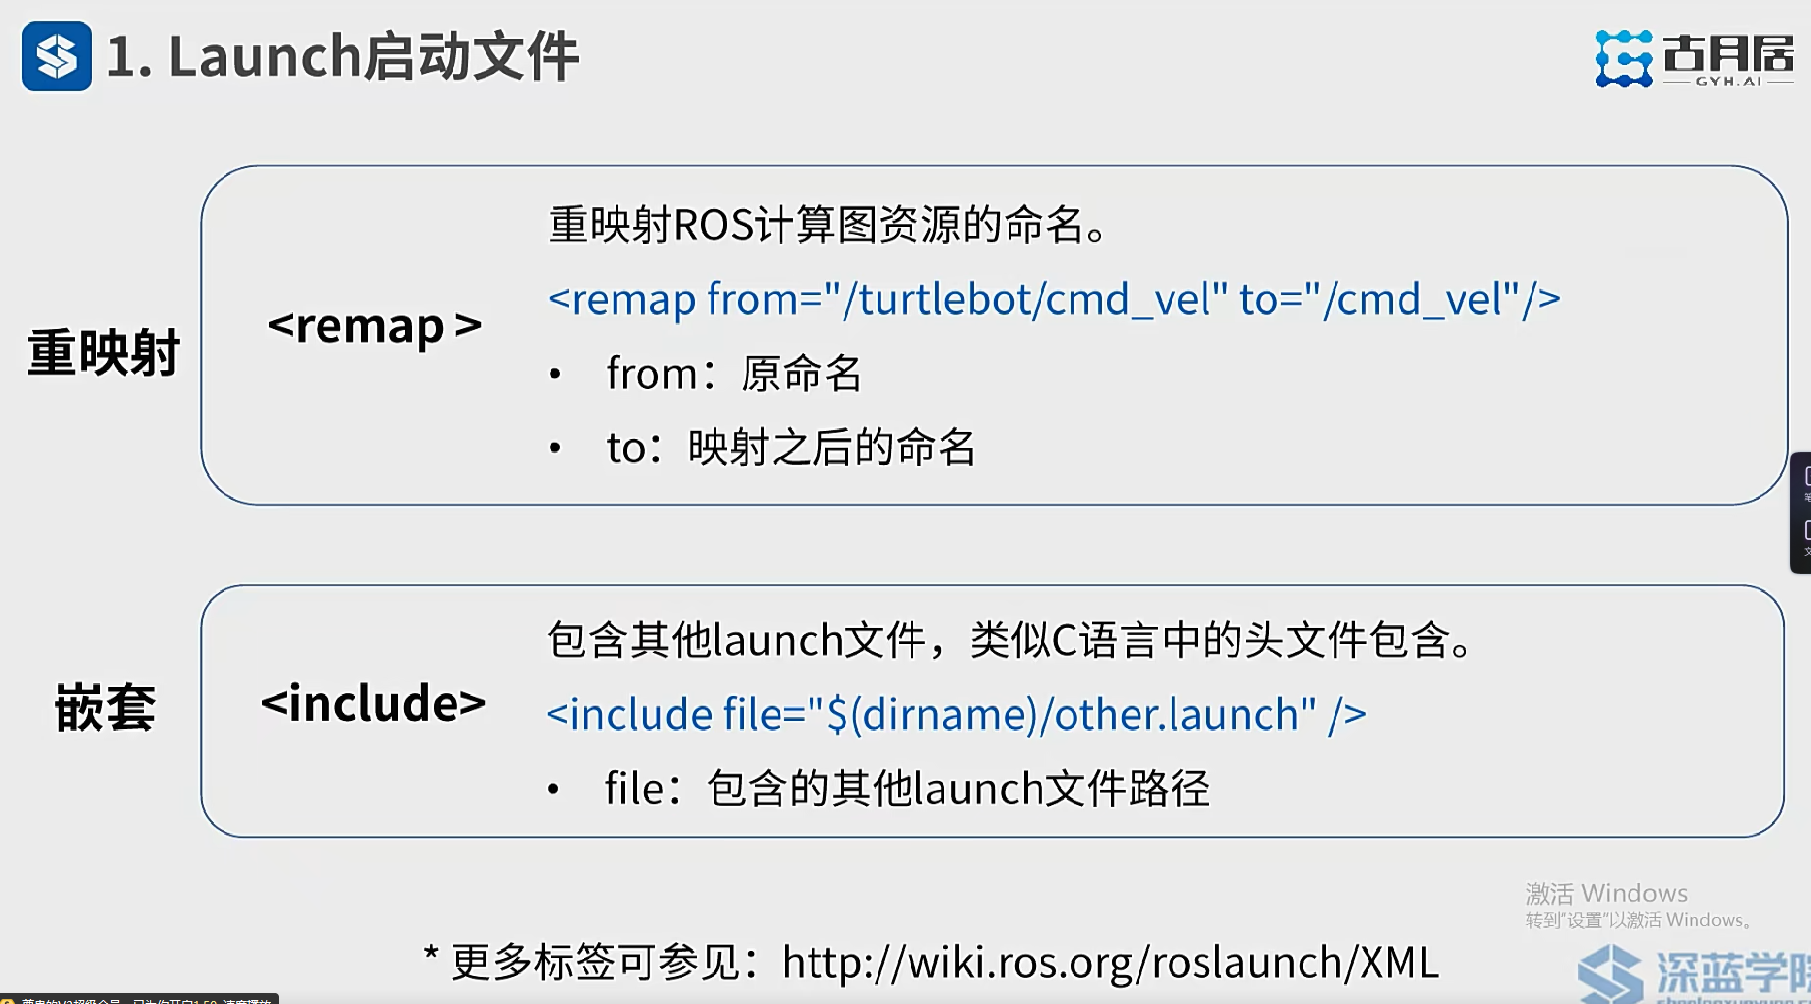 1. Launch启动文件
古月居
GYH.AI
重映射
<remap >
重映射ROS计算图资源的命名。
<remap from="/turtlebot/cmd_vel" to="/cmd_vel"/>
• from：原命名
• to：映射之后的命名
嵌套
<include>
包含其他launch文件，类似C语言中的头文件包含。
<include file="$(dirname)/other.launch" />
• file：包含的其他launch文件路径
激活 Windows
转到"设置"以激活 Windows。
* 更多标签可参见：http://wiki.ros.org/roslaunch/XML
深蓝学院